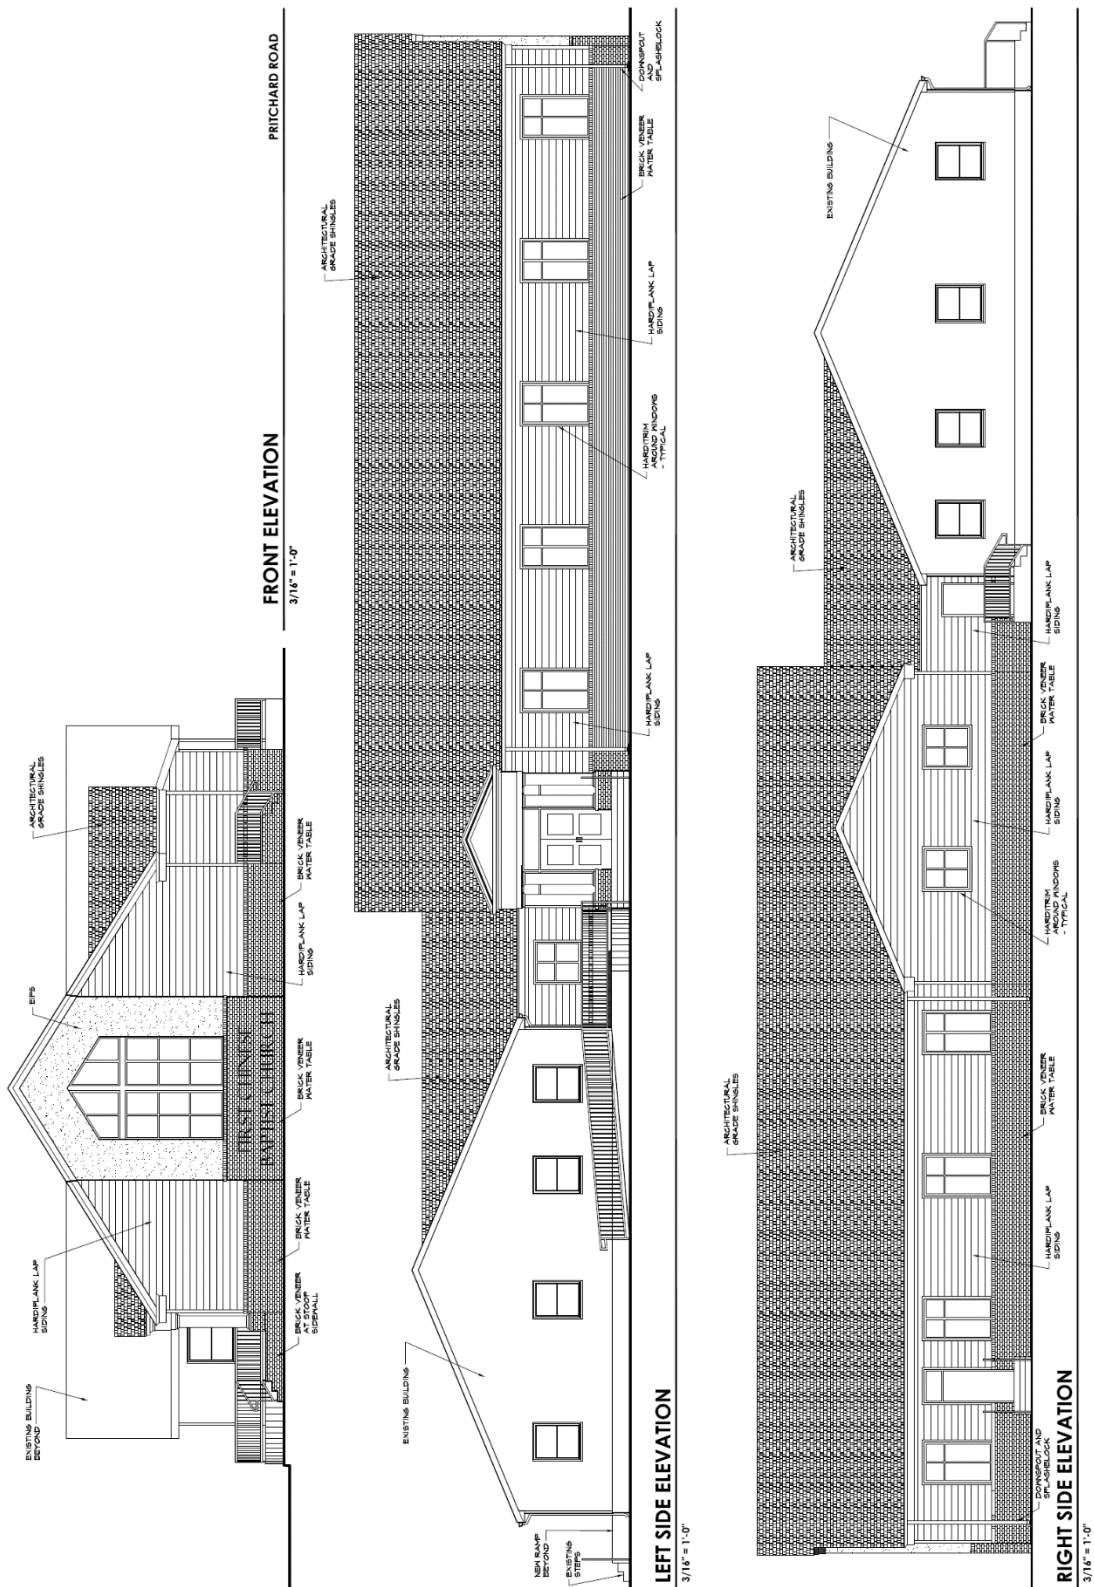 EXISTING BUILDING
BEYOND
HARDIPLANK LAP
SIDING
EIFS
ARCHITECTURAL
GRADE SHINGLES
BRICK VENEER
AT STOOP
SIDEWALL
BRICK VENEER
WATER TABLE
BRICK VENEER
WATER TABLE
HARDIPLANK LAP
SIDING
BRICK VENEER
WATER TABLE
FIRST CHINESE
BAPTIST CHURCH
FRONT ELEVATION
3/16" = 1'-0"
PRITCHARD ROAD
EXISTING BUILDING
ARCHITECTURAL
GRADE SHINGLES
ARCHITECTURAL
GRADE SHINGLES
NEW RAMP
BEYOND
EXISTING
STEPS
HARDIPLANK LAP
SIDING
HARDITRIM
AROUND WINDOWS
- TYPICAL
HARDIPLANK LAP
SIDING
BRICK VENEER
WATER TABLE
DOWNSPOUT
AND
SPLASHBLOCK
LEFT SIDE ELEVATION
3/16" = 1'-0"
ARCHITECTURAL
GRADE SHINGLES
ARCHITECTURAL
GRADE SHINGLES
EXISTING BUILDING
DOWNSPOUT AND
SPLASHBLOCK
HARDIPLANK LAP
SIDING
BRICK VENEER
WATER TABLE
HARDITRIM
AROUND WINDOWS
- TYPICAL
HARDIPLANK LAP
SIDING
BRICK VENEER
WATER TABLE
HARDIPLANK LAP
SIDING
RIGHT SIDE ELEVATION
3/16" = 1'-0"